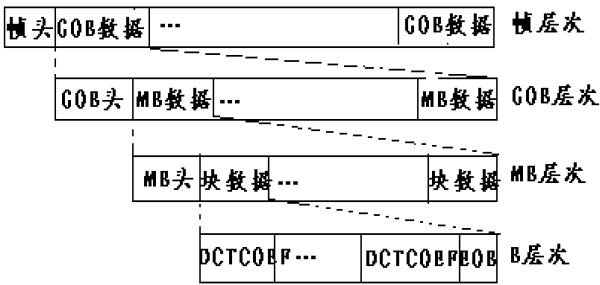 帧头 GOB数据 ··· GOB数据 帧层次
GOB头 MB数据 ··· MB数据 GOB层次
MB头 块数据 ··· 块数据 MB层次
DCTCOEF ··· DCTCOEF EOB B层次